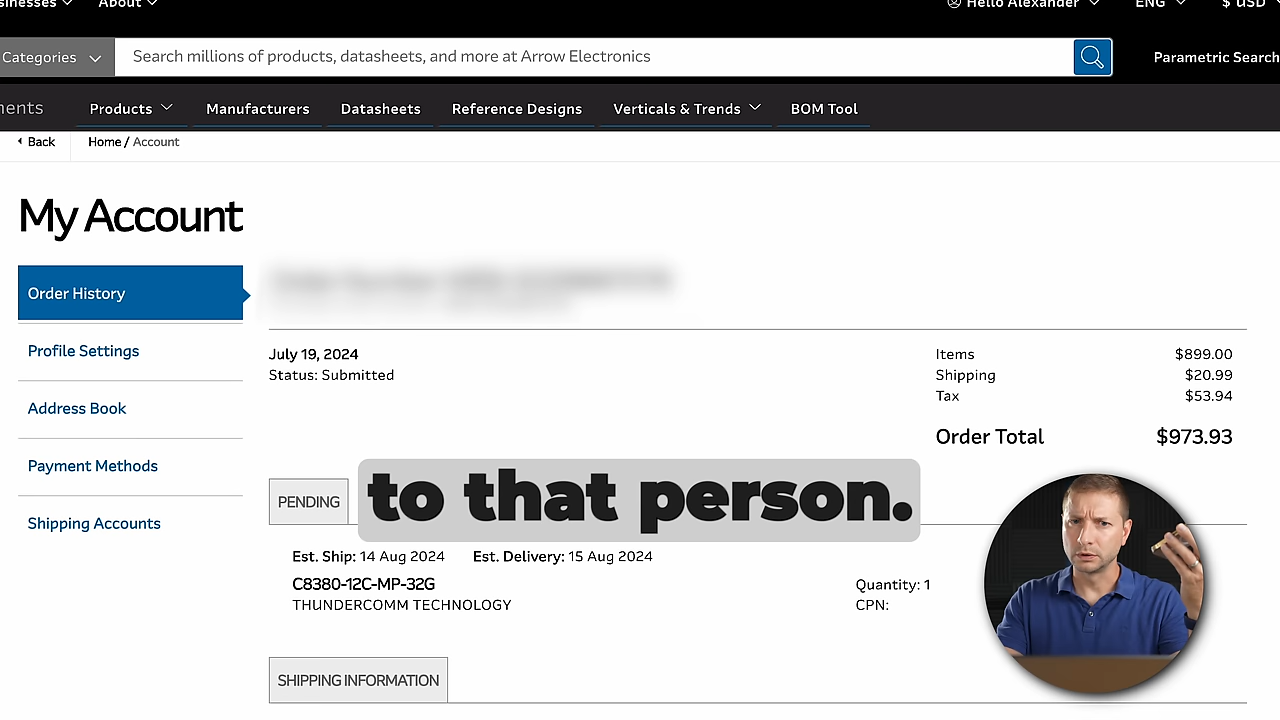 About
Hello Alexander
ENG
$ USD
Categories
Search millions of products, datasheets, and more at Arrow Electronics
Parametric Search
Products
Manufacturers
Datasheets
Reference Designs
Verticals & Trends
BOM Tool
Back
Home / Account
My Account
Order History
Profile Settings
Address Book
Payment Methods
Shipping Accounts
July 19, 2024
Status: Submitted
Items $899.00
Shipping $20.99
Tax $53.94
Order Total $973.93
PENDING
to that person.
Est. Ship: 14 Aug 2024 Est. Delivery: 15 Aug 2024
C8380-12C-MP-32G
THUNDERCOMM TECHNOLOGY
Quantity: 1
CPN:
SHIPPING INFORMATION